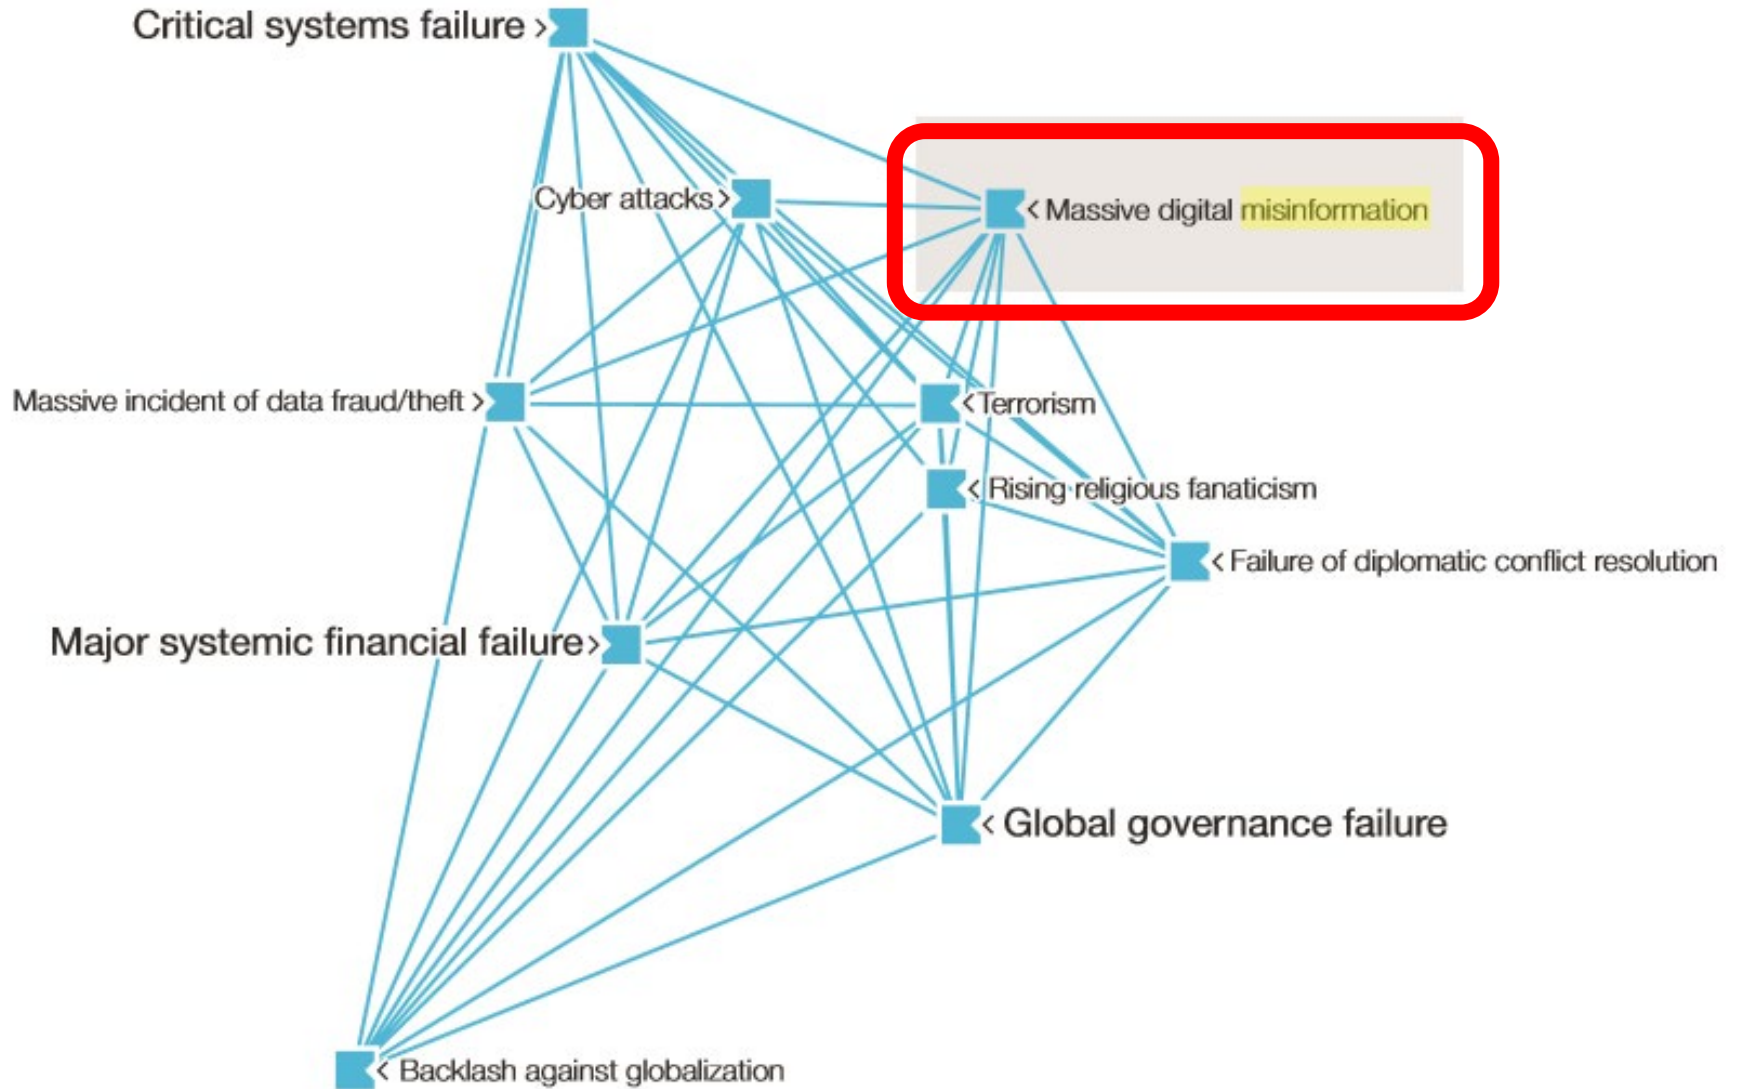 Critical systems failure >
Cyber attacks >
< Massive digital misinformation
Massive incident of data fraud/theft >
< Terrorism
< Rising religious fanaticism
< Failure of diplomatic conflict resolution
Major systemic financial failure >
< Global governance failure
< Backlash against globalization